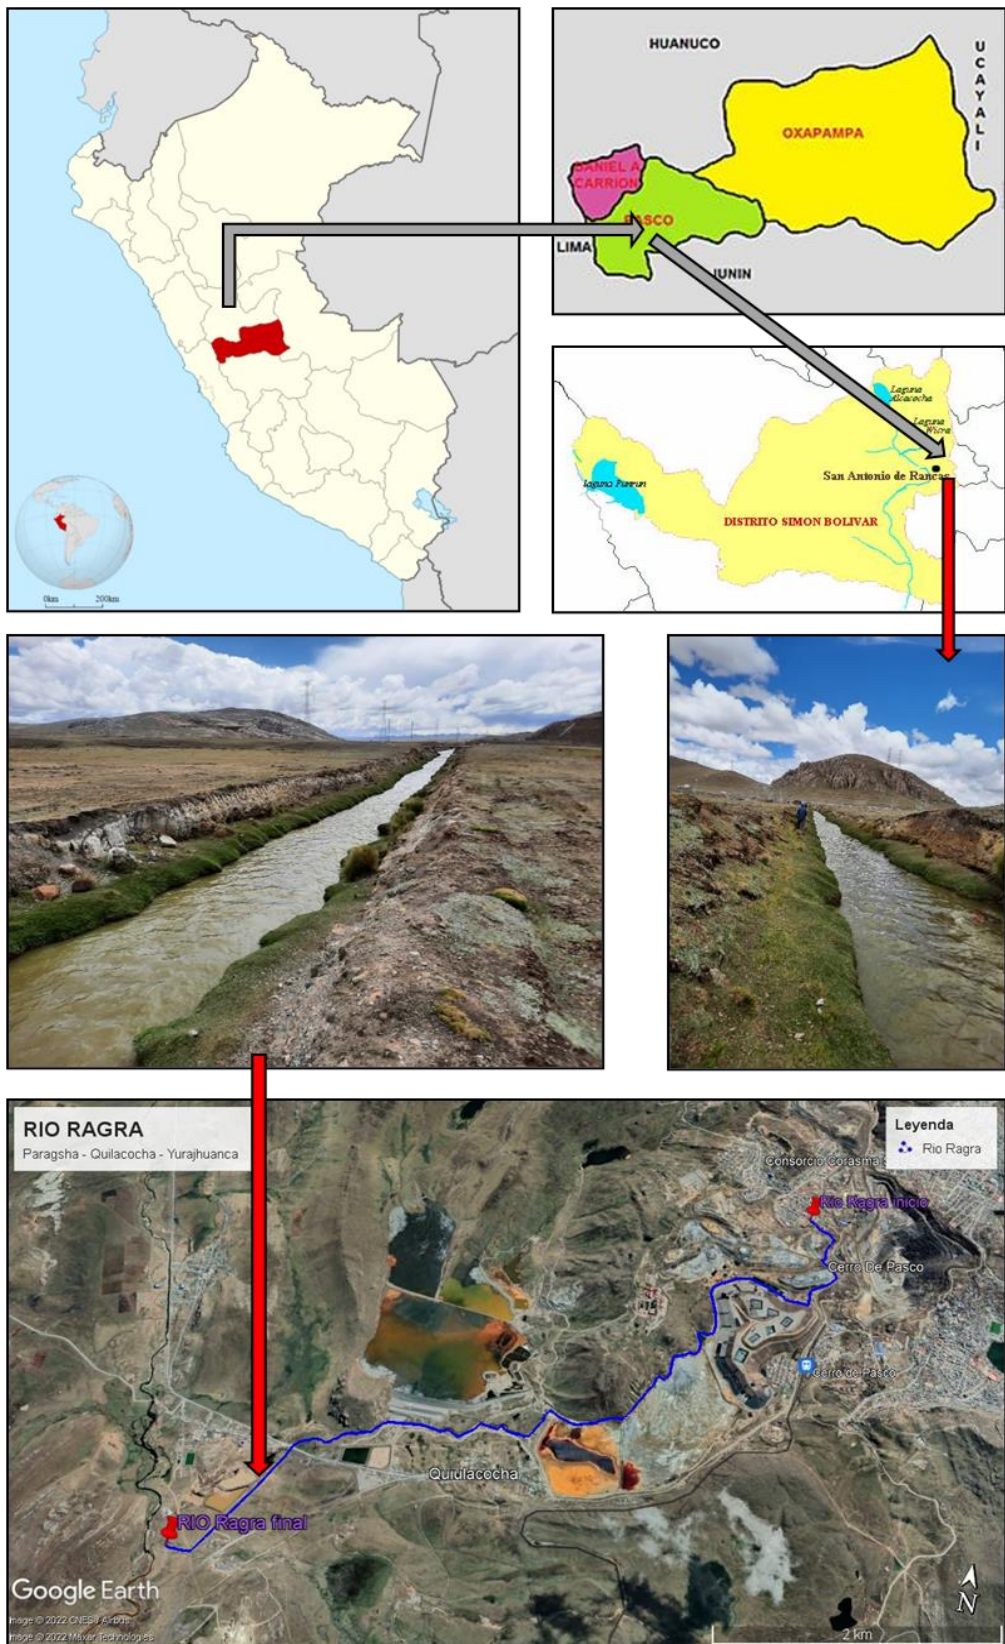 0km 200km
HUANUCO
UCAYALI
OXAPAMPA
DANIEL A
CARRION
PASCO
LIMA
JUNIN
Laguna
Alcacocha
Laguna
Wicra
San Antonio de Rancas
laguna Punrun
DISTRITO SIMON BOLIVAR
RIO RAGRA
Paragsha - Quilacocha - Yurajhuanca
Leyenda
Rio Ragra
Consorcio Corasma
Rio Ragra inicio
Cerro De Pasco
Cerro de Pasco
Quiulacocha
RIO Ragra final
Google Earth
Image © 2022 CNES / Airbus
Image © 2022 Maxar Technologies
N
2 km